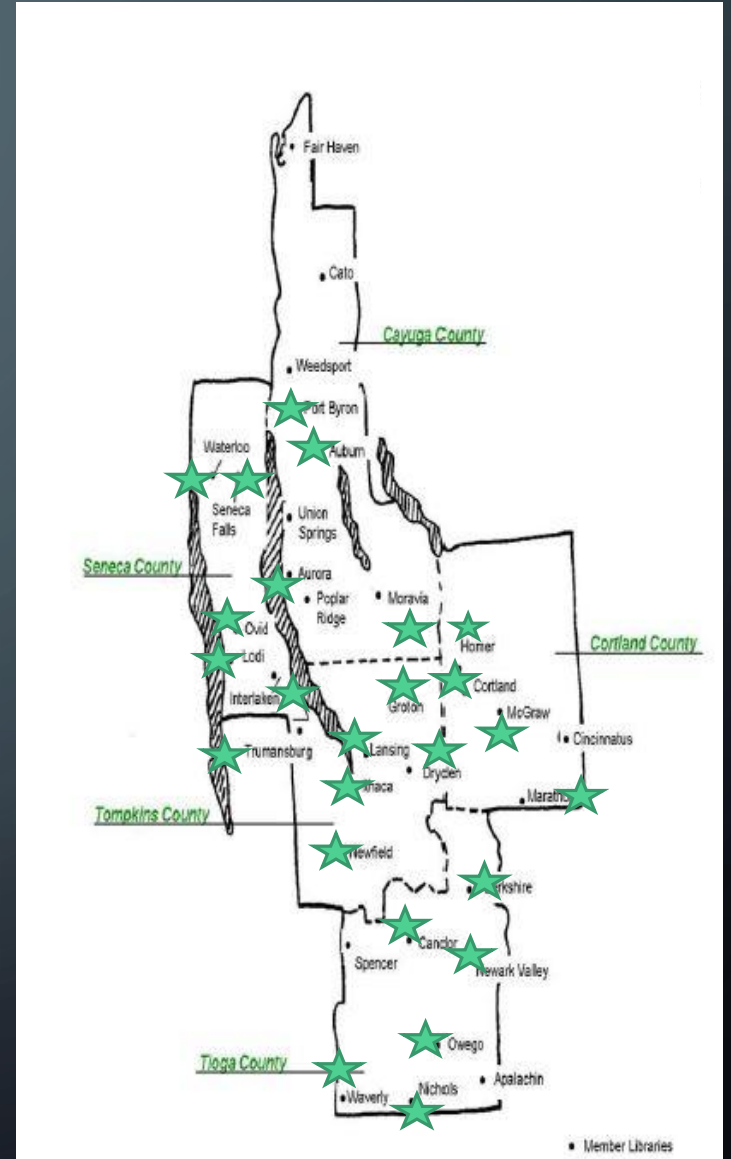 Fair Haven
Cato
Cayuga County
Weedsport
Port Byron
Waterloo
Auburn
Seneca
Falls
Union
Springs
Seneca County
Aurora
Poplar
Ridge
Moravia
Ovid
Homer
Cortland County
Lodi
Interlaken
Cortland
Groton
McGraw
Trumansburg
Lansing
Cincinnatus
Dryden
Ithaca
Marathon
Tompkins County
Newfield
Berkshire
Candor
Spencer
Newark Valley
Owego
Tioga County
Apalachin
Nichols
Waverly
• Member Libraries